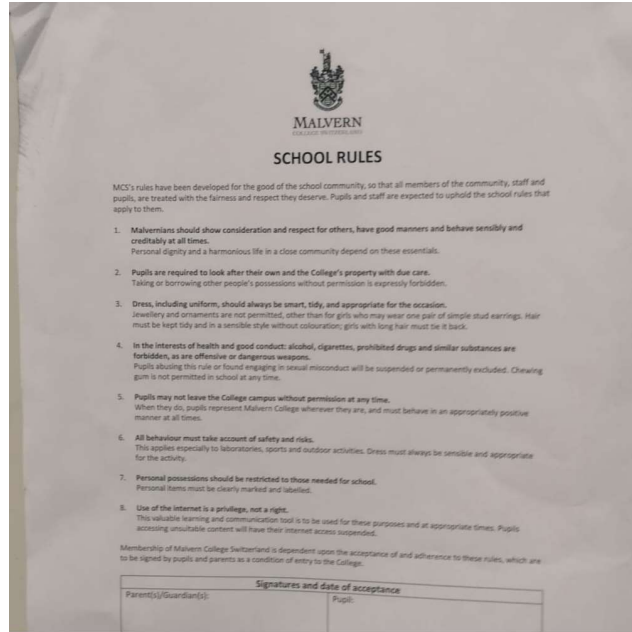 MALVERN
COLLEGE SWITZERLAND
SCHOOL RULES
MCS's rules have been developed for the good of the school community, so that all members of the community, staff and
pupils, are treated with the fairness and respect they deserve. Pupils and staff are expected to uphold the school rules that
apply to them.
1. Malvernians should show consideration and respect for others, have good manners and behave sensibly and
creditably at all times.
Personal dignity and a harmonious life in a close community depend on these essentials.
2. Pupils are required to look after their own and the College's property with due care.
Taking or borrowing other people's possessions without permission is expressly forbidden.
3. Dress, including uniform, should always be smart, tidy, and appropriate for the occasion.
Jewellery and ornaments are not permitted, other than for girls who may wear one pair of simple stud earrings. Hair
must be kept tidy and in a sensible style without colouration; girls with long hair must tie it back.
4. In the interests of health and good conduct: alcohol, cigarettes, prohibited drugs and similar substances are
forbidden, as are offensive or dangerous weapons.
Pupils abusing this rule or found engaging in sexual misconduct will be suspended or permanently excluded. Chewing
gum is not permitted in school at any time.
5. Pupils may not leave the College campus without permission at any time.
When they do, pupils represent Malvern College wherever they are, and must behave in an appropriately positive
manner at all times.
6. All behaviour must take account of safety and risks.
This applies especially to laboratories, sports and outdoor activities. Dress must always be sensible and appropriate
for the activity.
7. Personal possessions should be restricted to those needed for school.
Personal items must be clearly marked and labelled.
8. Use of the internet is a privilege, not a right.
This valuable learning and communication tool is to be used for these purposes and at appropriate times. Pupils
accessing unsuitable content will have their internet access suspended.
Membership of Malvern College Switzerland is dependent upon the acceptance of and adherence to these rules, which are
to be signed by pupils and parents as a condition of entry to the College.
Signatures and date of acceptance
Parent(s)/Guardian(s):
Pupil: